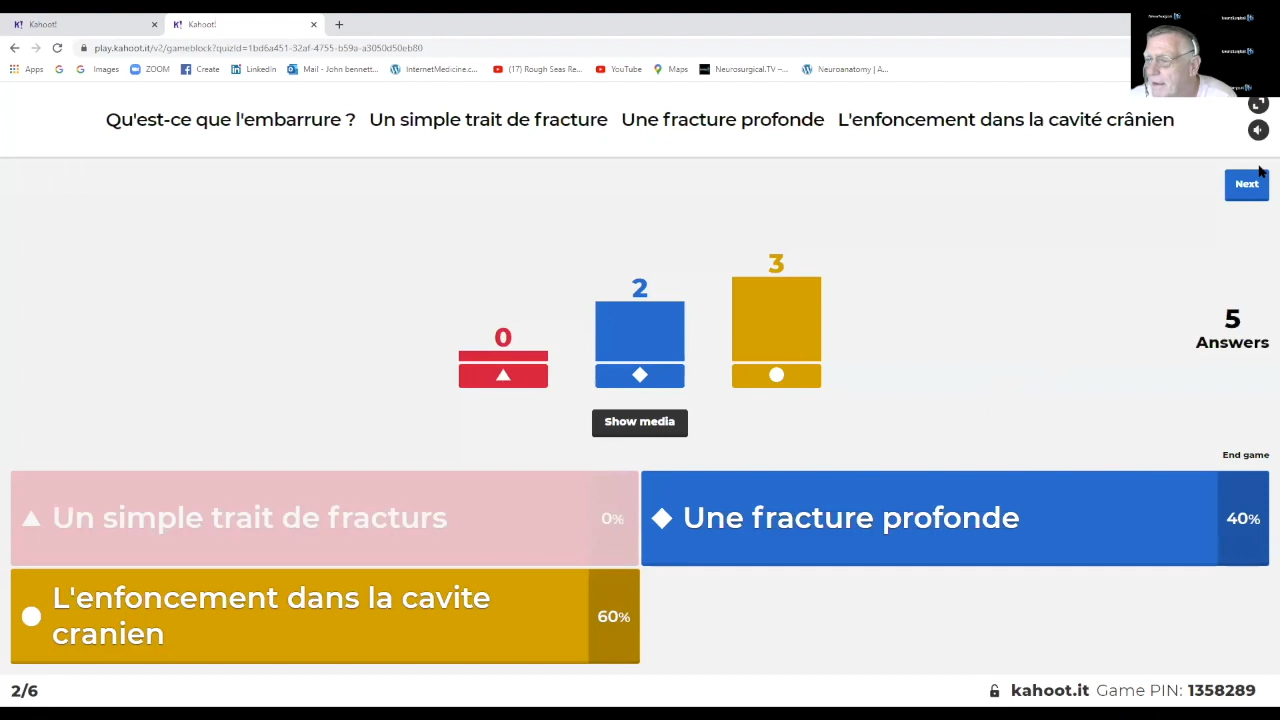 Kahoot!
Kahoot!
play.kahoot.it/v2/gameblock?quizId=1bd6a451-32af-4755-b59a-a3050d50eb80
Apps Images ZOOM Create LinkedIn Mail - John bennett... InternetMedicine.c... (17) Rough Seas Re... YouTube Maps Neurosurgical.TV –... Neuroanatomy | A...
Qu'est-ce que l'embarrure ? Un simple trait de fracture Une fracture profonde L'enfoncement dans la cavité crânien
Next
0
2
3
5
Answers
Show media
End game
Un simple trait de fracturs 0%
Une fracture profonde 40%
L'enfoncement dans la cavite
cranien
60%
2/6
kahoot.it Game PIN: 1358289